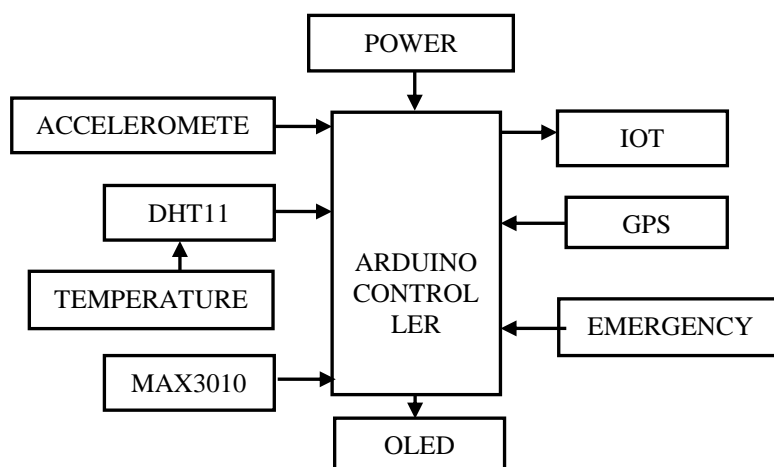 POWER
ACCELEROMETE
IOT
DHT11
GPS
ARDUINO
CONTROL
LER
TEMPERATURE
EMERGENCY
MAX3010
OLED